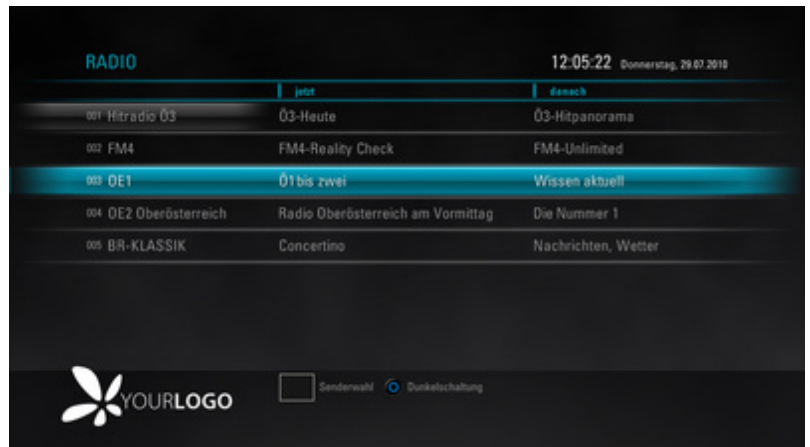 RADIO 12:05:22 Donnerstag, 29.07.2010
jetzt danach
001 Hitradio Ö3 Ö3-Heute Ö3-Hitpanorama
002 FM4 FM4-Reality Check FM4-Unlimited
003 OE1 Ö1 bis zwei Wissen aktuell
004 OE2 Oberösterreich Radio Oberösterreich am Vormittag Die Nummer 1
005 BR-KLASSIK Concertino Nachrichten, Wetter
Senderwahl Dunkelschaltung
YOURLOGO